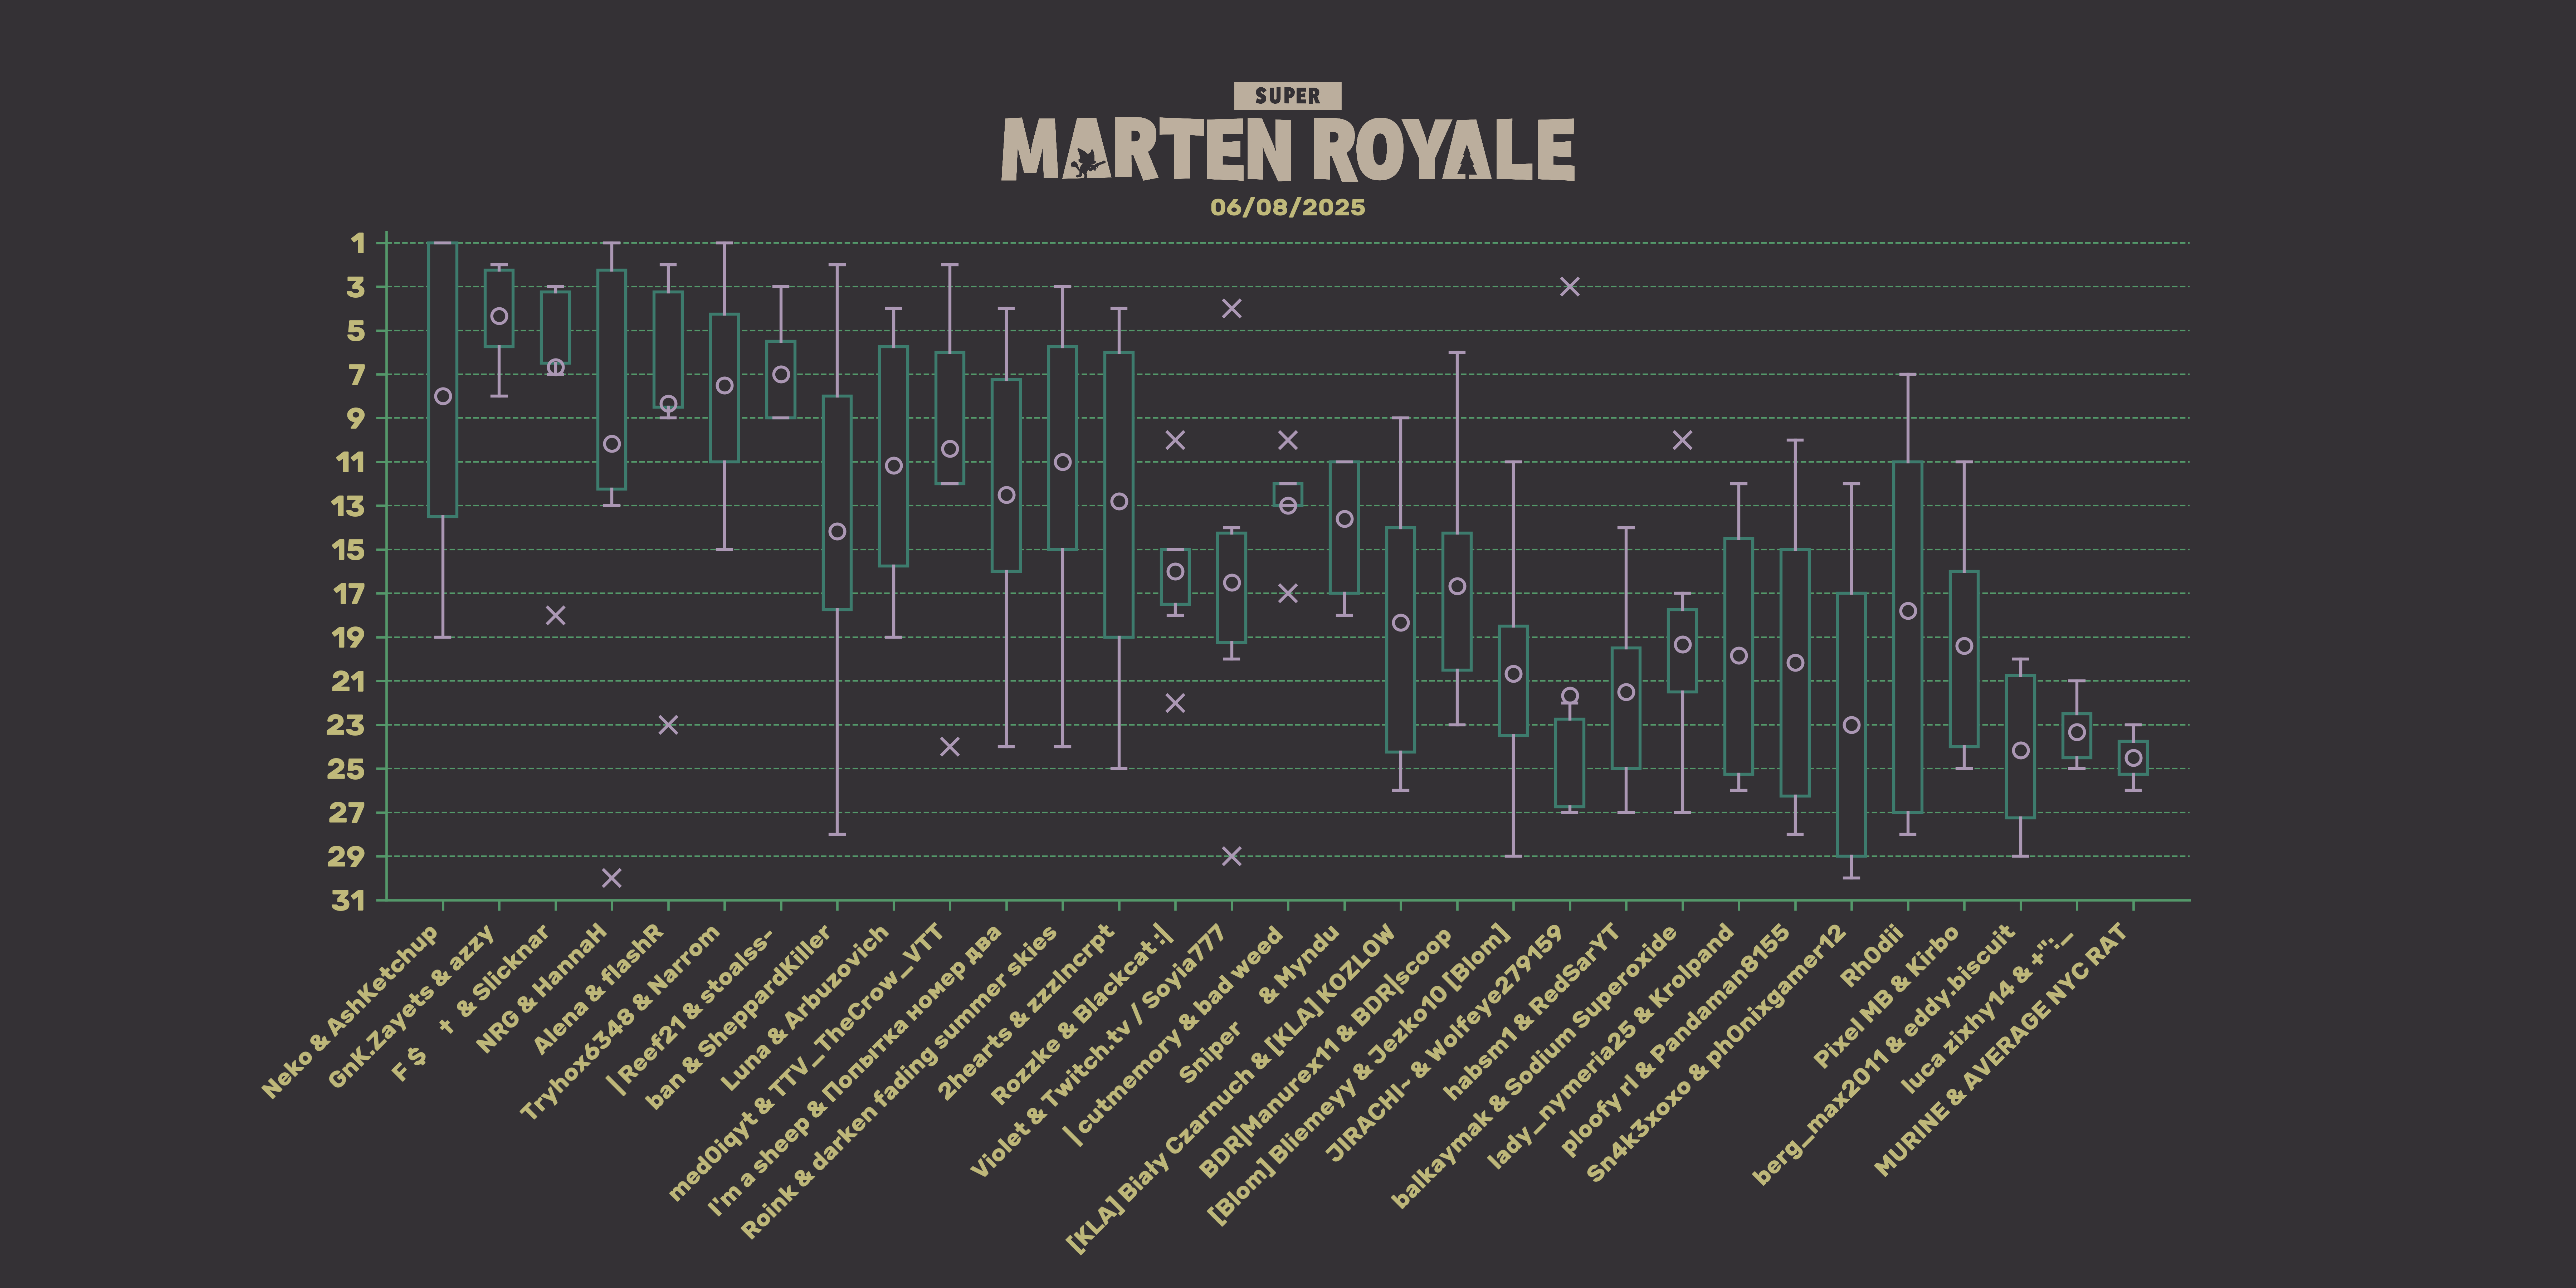 SUPER
MARTEN ROYALE
06/08/2025
1
3
5
7
9
11
13
15
17
19
21
23
25
27
29
31
Neko & AshKetchup
GnK.Zayets & azzy
F $ † & Slicknar
NRG & HannaH
Alena & flashR
Tryhox6348 & Narrom
|Reef21 & stoalss-
ban & SheppardKiller
Luna & Arbuzovich
med0iqyt & TTV_TheCrow_VTT
I'm a sheep & Попытка номер два
Roink & darken fading summer skies
2hearts & zzzIncrpt
Rozzke & Blackcat:]
Violet & Twitch.tv / Soyia777
| cutmemory & bad weed
Sniper & Myndu
[KLA] Biały Czarnuch & [KLA] KOZLOW
BDR|Manurex11 & BDR|scoop
[Blom] Bliemeyy & Jezko10 [Blom]
JIRACHI~ & Wolfeye279159
habsm1 & RedSarYT
balkaymak & Sodium Superoxide
lady_nymeria25 & Krolpand
ploofy rl & Pandaman8155
Sn4k3xoxo & ph0nixgamer12
Rh0dii
Pixel MB & Kirbo
berg_max2011 & eddy.biscuit
luca zixhy14 & +";._
MURINE & AVERAGE NYC RAT